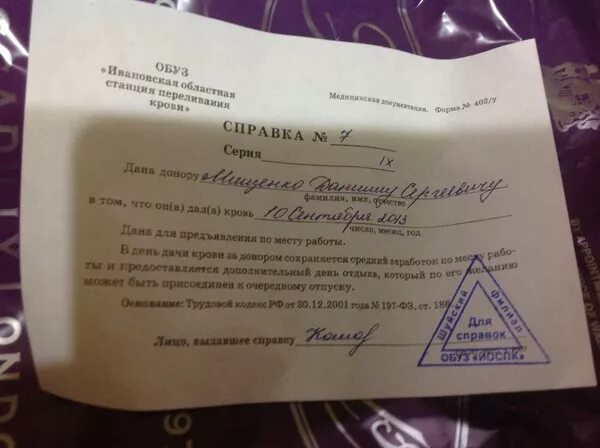 ОБУЗ
«Ивановская областная
станция переливания
крови»
Медицинская документация. Форма № 402/У
СПРАВКА № 7
Серия IX
Дана донору Мищенко Даниилу Сергеевичу
фамилия, имя, отчество
в том, что он(а) дал(а) кровь 10 Сентября 2013
число, месяц, год
Дана для предъявления по месту работы.
В день дачи крови за донором сохраняется средний заработок по месту рабо-
ты и предоставляется дополнительный день отдыха, который по его желанию
может быть присоединен к очередному отпуску.
Основание: Трудовой кодекс РФ от 30.12.2001 года № 197-ФЗ, ст. 186
Лицо, выдавшее справку
Шуйский филиал
Для
справок
ОБУЗ «ИОСПК»
BY APPOINTMENT